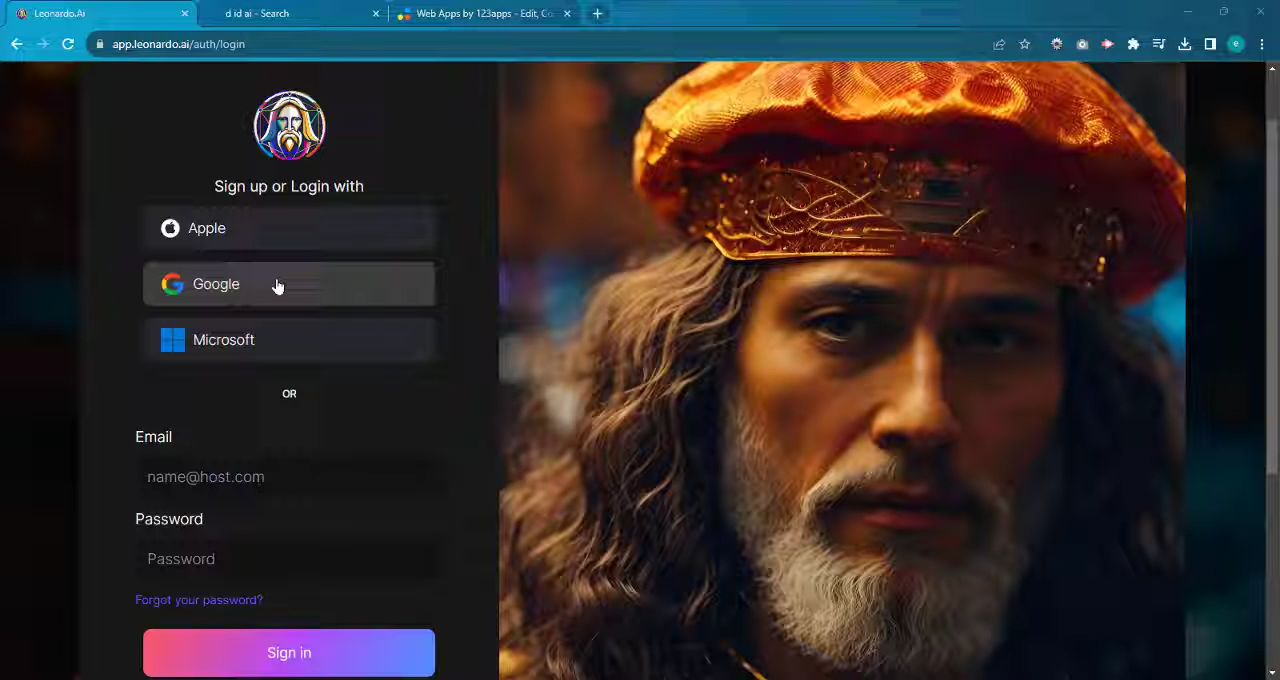 Leonardo.Ai
d id ai - Search
Web Apps by 123apps - Edit, Co
app.leonardo.ai/auth/login
e
Sign up or Login with
Apple
Google
Microsoft
OR
Email
name@host.com
Password
Password
Forgot your password?
Sign in